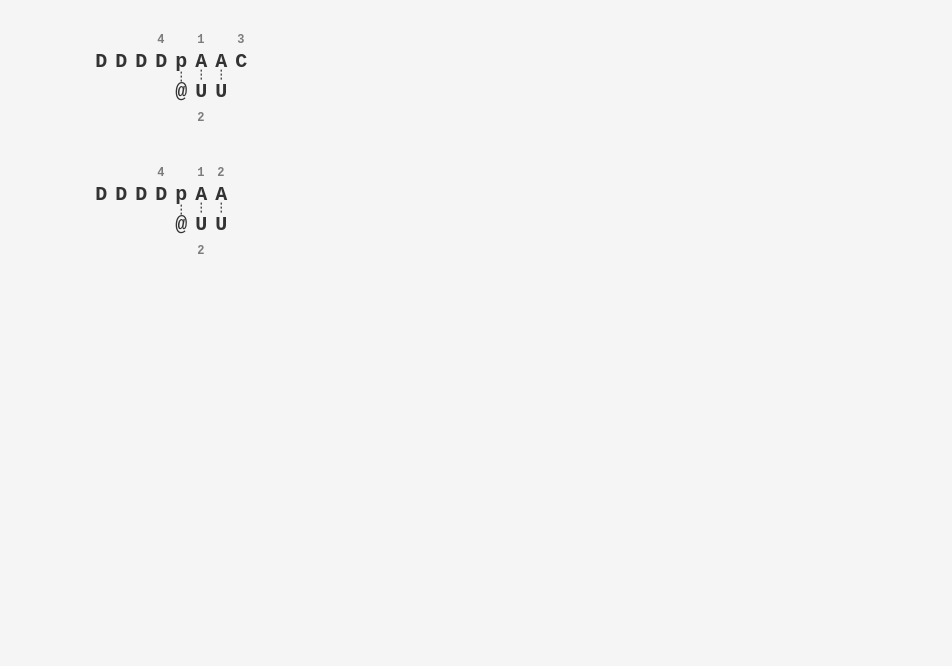 4 1 3
D D D D p A A C
@ U U
2
4 1 2
D D D D p A A
@ U U
2